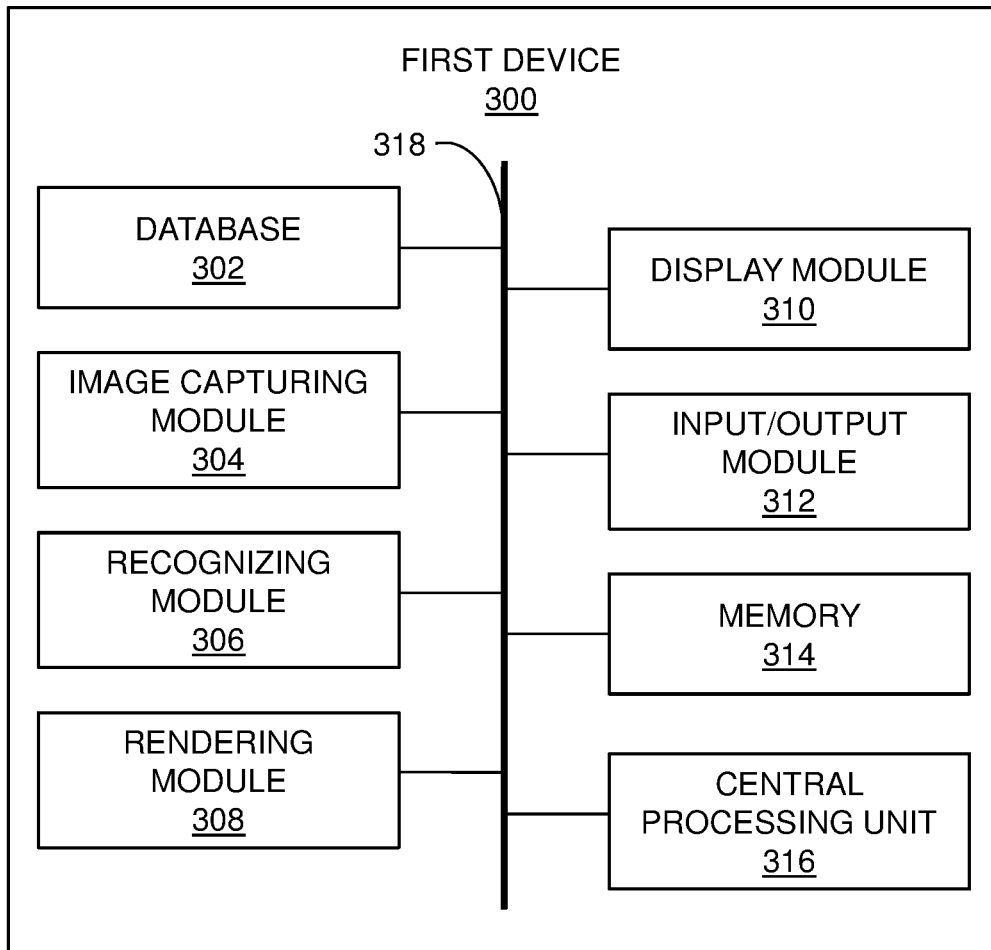 FIRST DEVICE
300
318
DATABASE
302
IMAGE CAPTURING
MODULE
304
RECOGNIZING
MODULE
306
RENDERING
MODULE
308
DISPLAY MODULE
310
INPUT/OUTPUT
MODULE
312
MEMORY
314
CENTRAL
PROCESSING UNIT
316